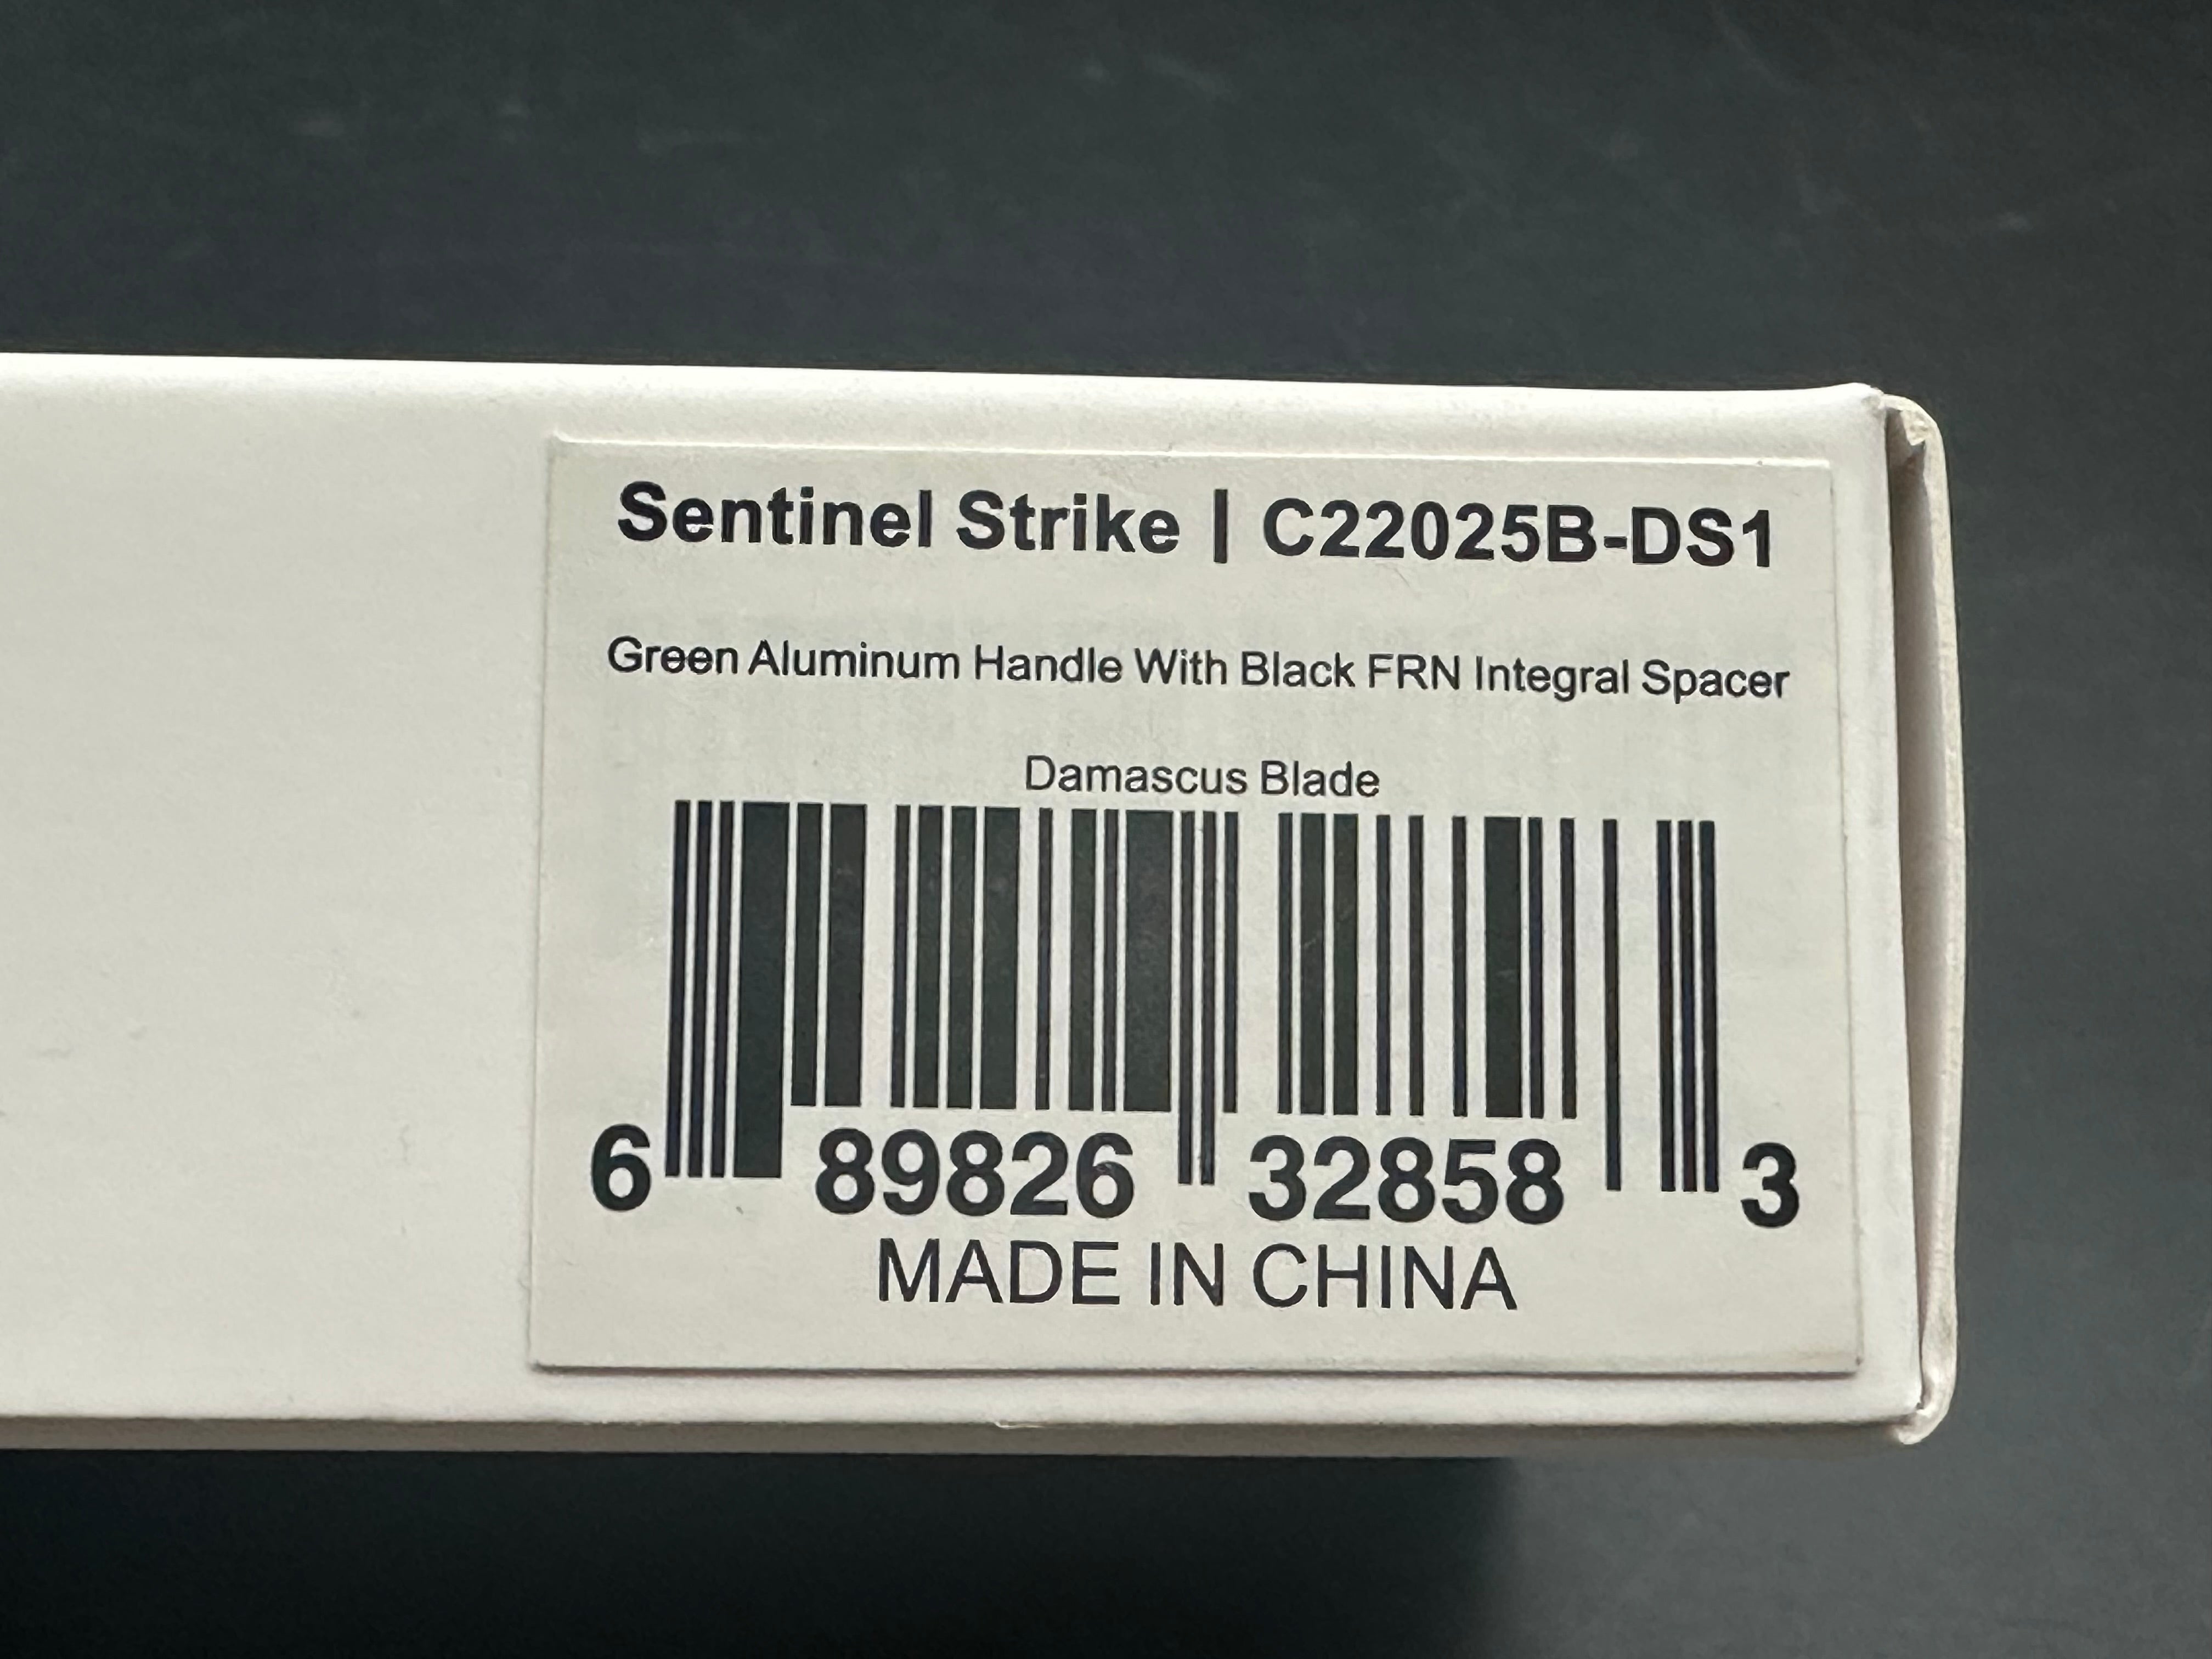 Sentinel Strike | C22025B-DS1
Green Aluminum Handle With Black FRN Integral Spacer
Damascus Blade
6 89826 32858 3
MADE IN CHINA